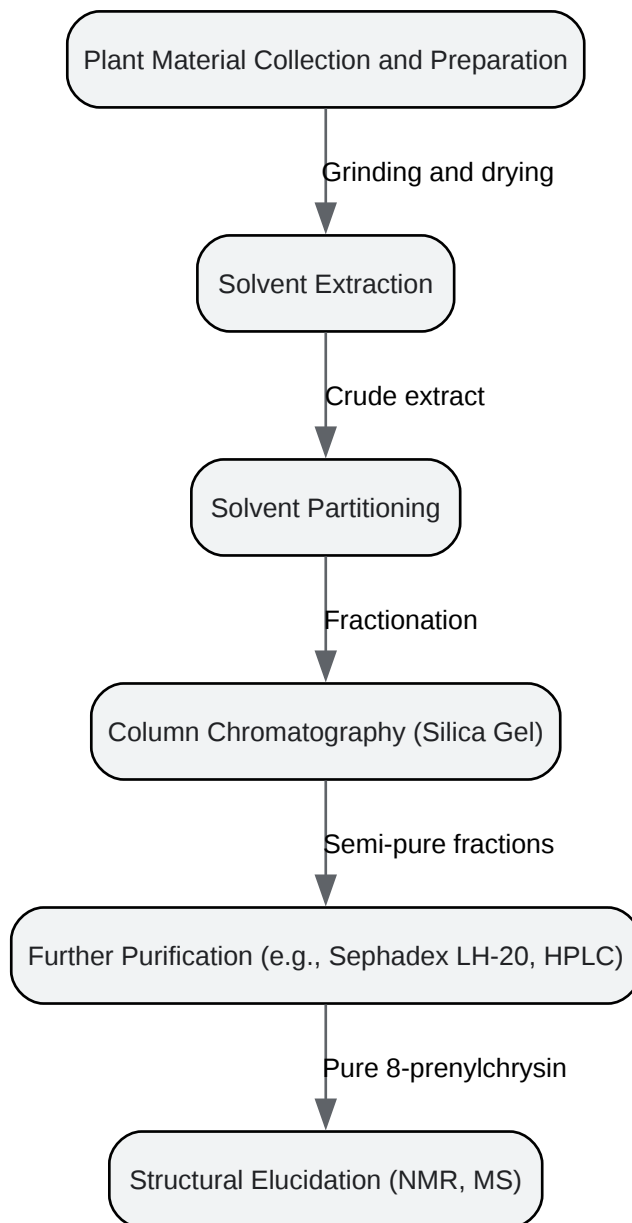 Plant Material Collection and Preparation
Grinding and drying
Solvent Extraction
Crude extract
Solvent Partitioning
Fractionation
Column Chromatography (Silica Gel)
Semi-pure fractions
Further Purification (e.g., Sephadex LH-20, HPLC)
Pure 8-prenylchrysin
Structural Elucidation (NMR, MS)